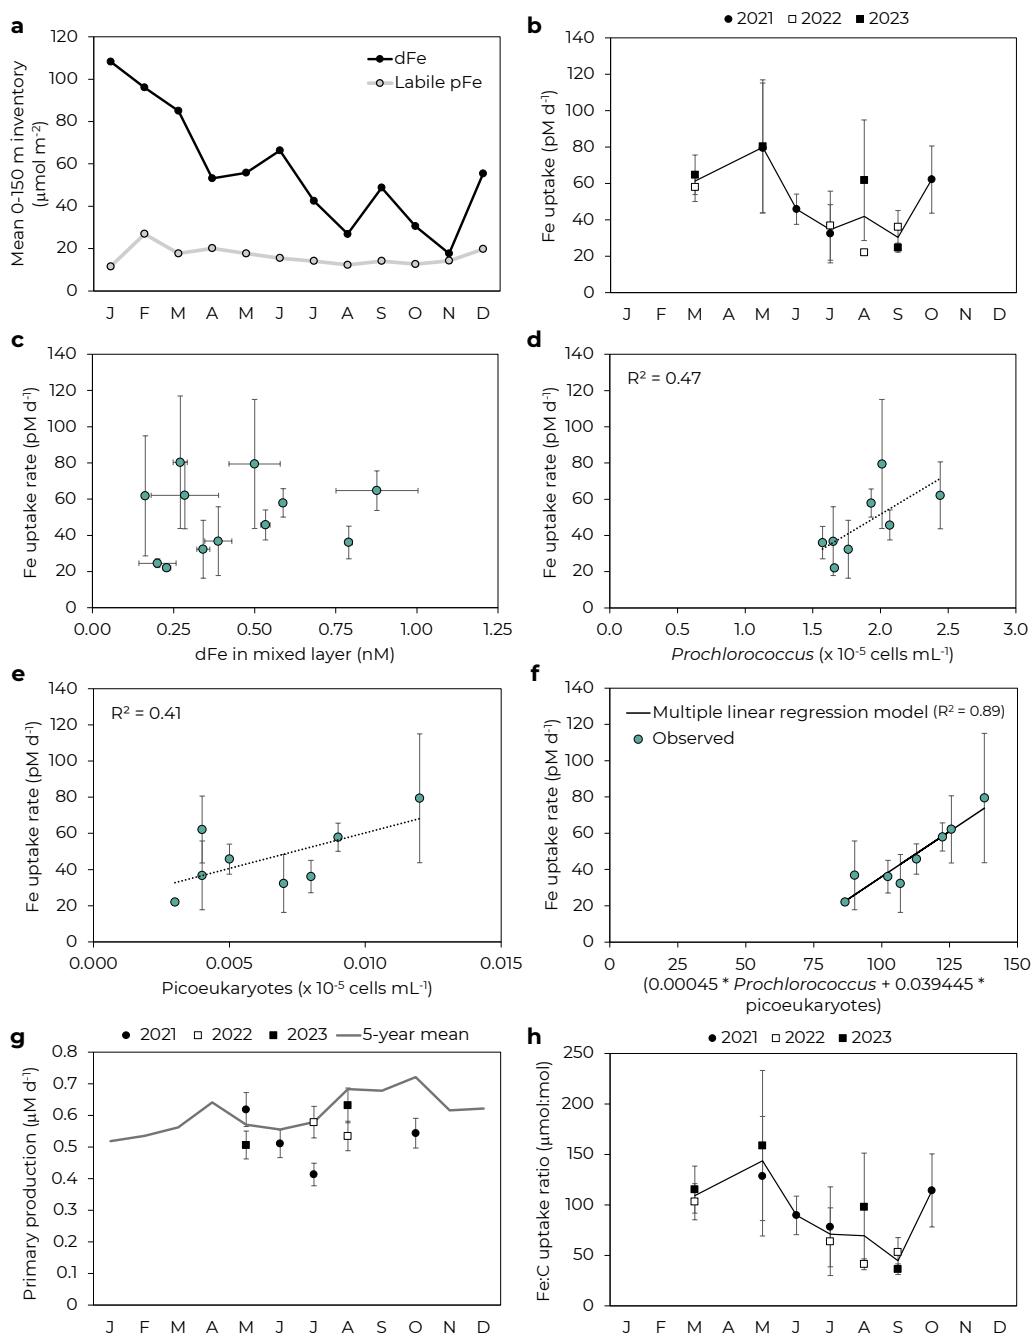 a
120
100
80
60
40
20
0
Mean 0-150 m inventory
(μmol m⁻²)
dFe
Labile pFe
J F M A M J J A S O N D
b
2021 2022 2023
140
120
100
80
60
40
20
0
Fe uptake (pM d⁻¹)
J F M A M J J A S O N D
c
140
120
100
80
60
40
20
0
Fe uptake rate (pM d⁻¹)
0.00 0.25 0.50 0.75 1.00 1.25
dFe in mixed layer (nM)
d
140
120
100
80
60
40
20
0
Fe uptake rate (pM d⁻¹)
R² = 0.47
0.0 0.5 1.0 1.5 2.0 2.5 3.0
Prochlorococcus (x 10⁻⁵ cells mL⁻¹)
e
140
120
100
80
60
40
20
0
Fe uptake rate (pM d⁻¹)
R² = 0.41
0.000 0.005 0.010 0.015
Picoeukaryotes (x 10⁻⁵ cells mL⁻¹)
f
140
120
100
80
60
40
20
0
Fe uptake rate (pM d⁻¹)
Multiple linear regression model (R² = 0.89)
Observed
0 25 50 75 100 125 150
(0.00045 * Prochlorococcus + 0.039445 *
picoeukaryotes)
g
2021 2022 2023 5-year mean
0.8
0.7
0.6
0.5
0.4
0.3
0.2
0.1
0
Primary production (μM d⁻¹)
J F M A M J J A S O N D
h
2021 2022 2023
250
200
150
100
50
0
Fe:C uptake ratio (μmol:mol)
J F M A M J J A S O N D